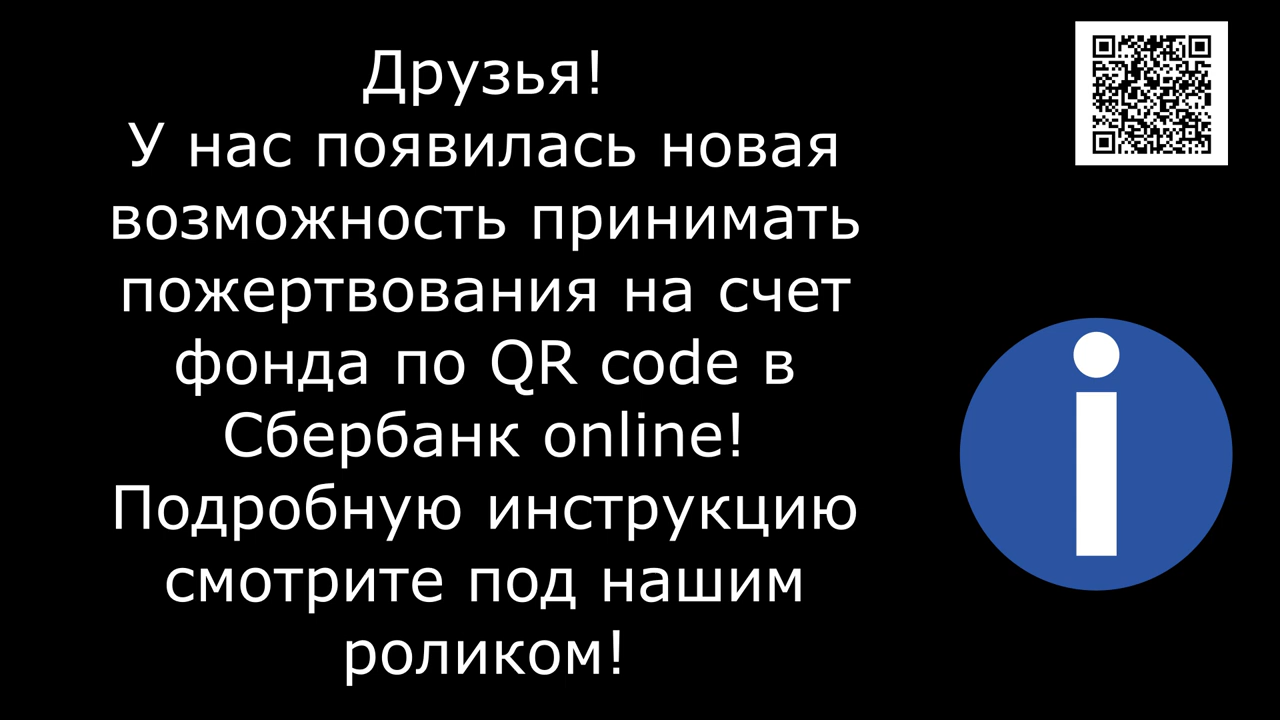 Друзья!
У нас появилась новая
возможность принимать
пожертвования на счет
фонда по QR code в
Сбербанк online!
Подробную инструкцию
смотрите под нашим
роликом!